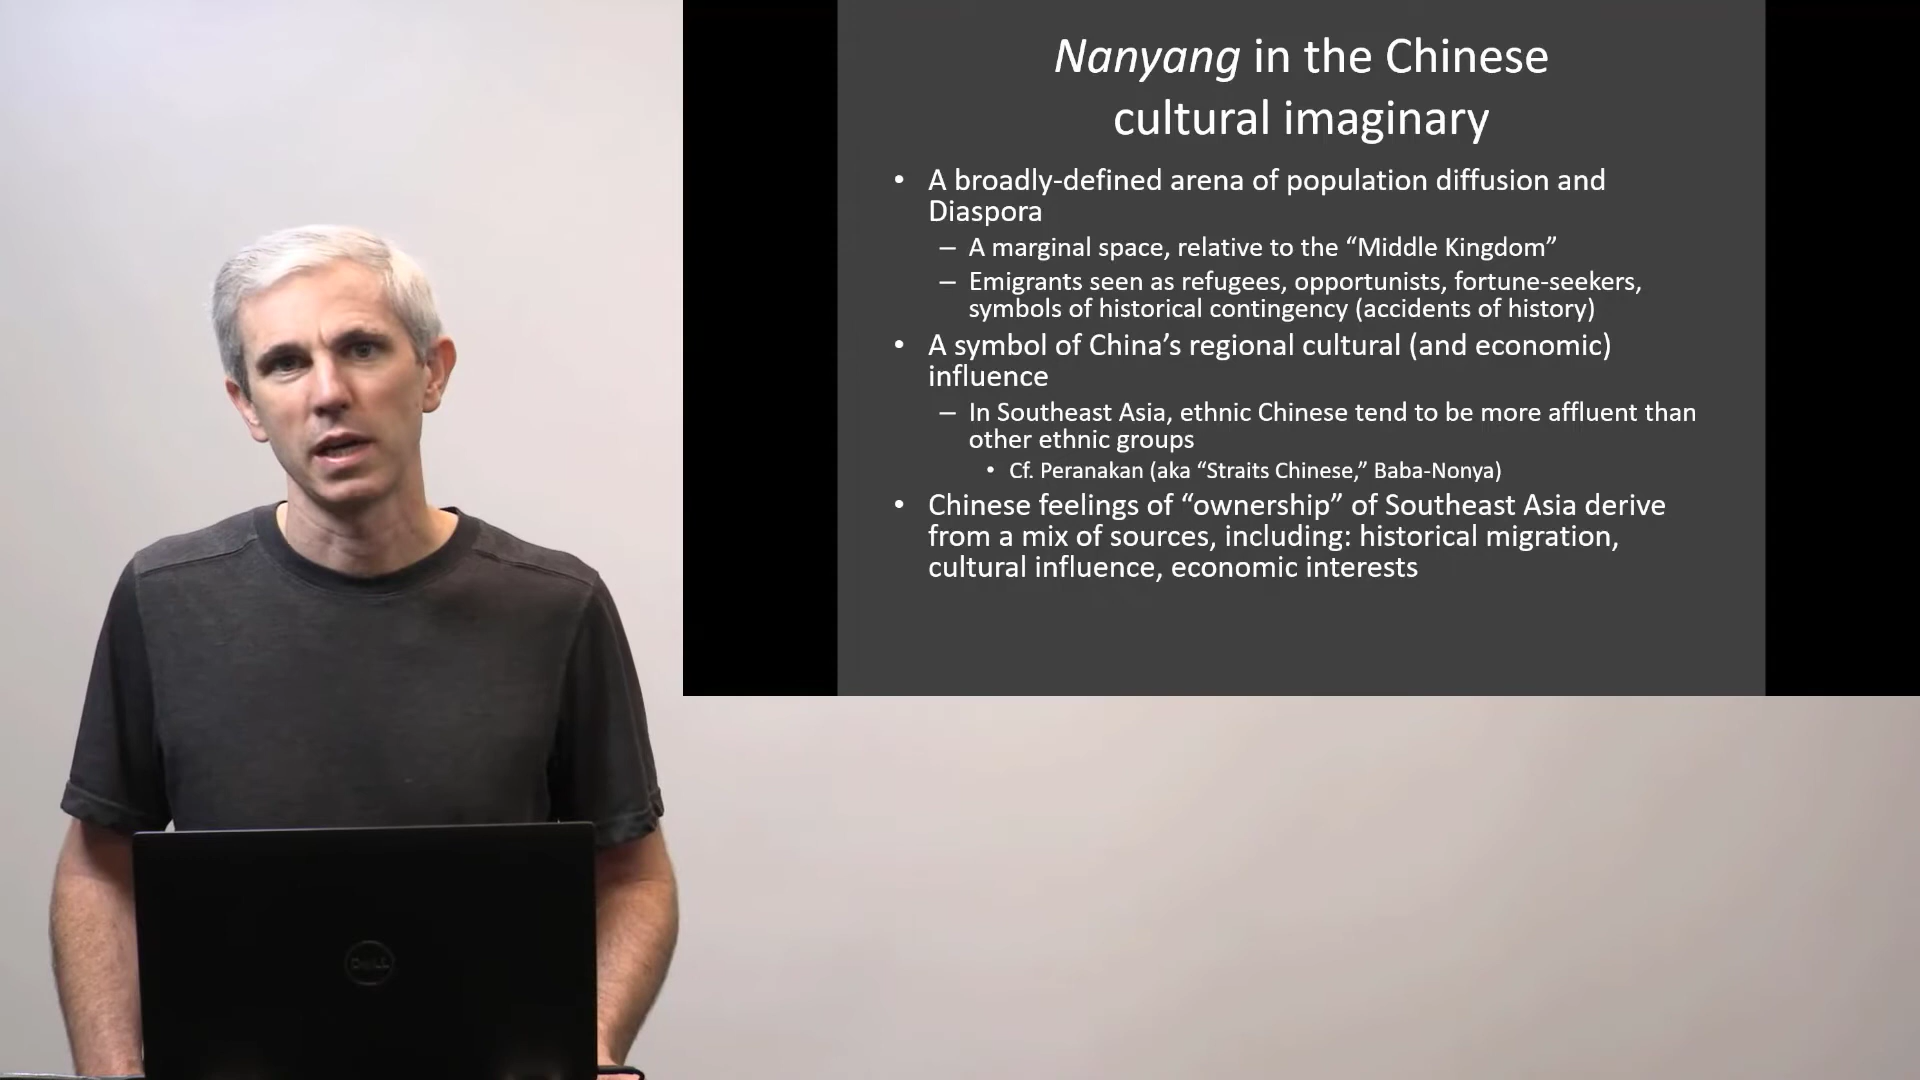 Nanyang in the Chinese
cultural imaginary
• A broadly-defined arena of population diffusion and
Diaspora
– A marginal space, relative to the “Middle Kingdom”
– Emigrants seen as refugees, opportunists, fortune-seekers,
symbols of historical contingency (accidents of history)
• A symbol of China’s regional cultural (and economic)
influence
– In Southeast Asia, ethnic Chinese tend to be more affluent than
other ethnic groups
• Cf. Peranakan (aka “Straits Chinese,” Baba-Nonya)
• Chinese feelings of “ownership” of Southeast Asia derive
from a mix of sources, including: historical migration,
cultural influence, economic interests
DELL